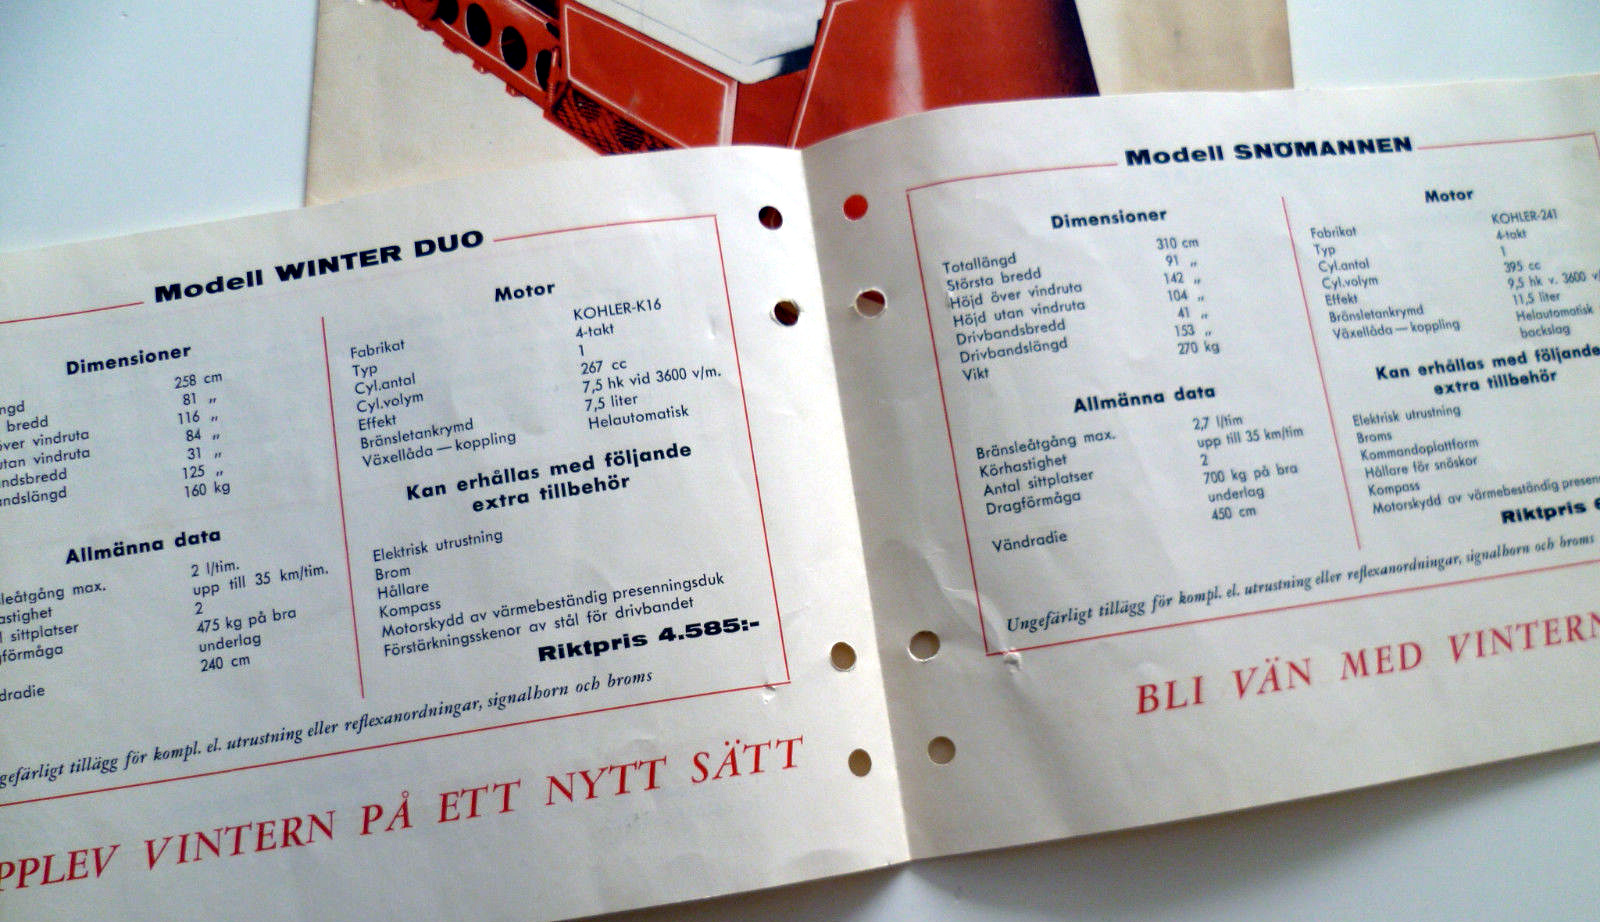 Modell WINTER DUO
Dimensioner
258 cm
81 „
bredd 116 „
över vindruta 84 „
utan vindruta 31 „
125 „
160 kg
Allmänna data
2 l/tim.
max. upp till 35 km/tim.
2
sittplatser 475 kg på bra
underlag
240 cm
Motor
Fabrikat KOHLER-K16
Typ 4-takt
Cyl.antal 1
Cyl.volym 267 cc
Effekt 7,5 hk vid 3600 v/m.
Bränsletankrymd 7,5 liter
Växellåda — koppling Helautomatisk
Kan erhållas med följande
extra tillbehör
Elektrisk utrustning
Brom
Hållare
Kompass
Motorskydd av värmebeständig presenningsduk
Förstärkningsskenor av stål för drivbandet
Riktpris 4.585:-
tillägg för kompl. el. utrustning eller reflexanordningar, signalhorn och broms
VINTERN PÅ ETT NYTT SÄTT
Modell SNÖMANNEN
Dimensioner
Totallängd 310 cm
Största bredd 91 „
Höjd över vindruta 142 „
Höjd utan vindruta 104 „
Drivbandsbredd 41 „
Drivbandslängd 153 „
Vikt 270 kg
Allmänna data
Bränsleåtgång max. 2,7 l/tim
Körhastighet upp till 35 km/tim
Antal sittplatser 2
Dragförmåga 700 kg på bra
underlag
Vändradie 450 cm
Motor
Fabrikat KOHLER-241
Typ 4-takt
Cyl.antal 1
Cyl.volym 395 cc
Effekt 9,5 hk v. 3600
Bränsletankrymd 11,5 liter
Växellåda — koppling Helautomatisk
backslag
Kan erhållas med följande
extra tillbehör
Elektrisk utrustning
Broms
Kommandoplattform
Hållare för snöskor
Kompass
Motorskydd av värmebeständig
Riktpris
Ungefärligt tillägg för kompl. el. utrustning eller reflexanordningar, signalhorn och broms
BLI VÄN MED VINTERN